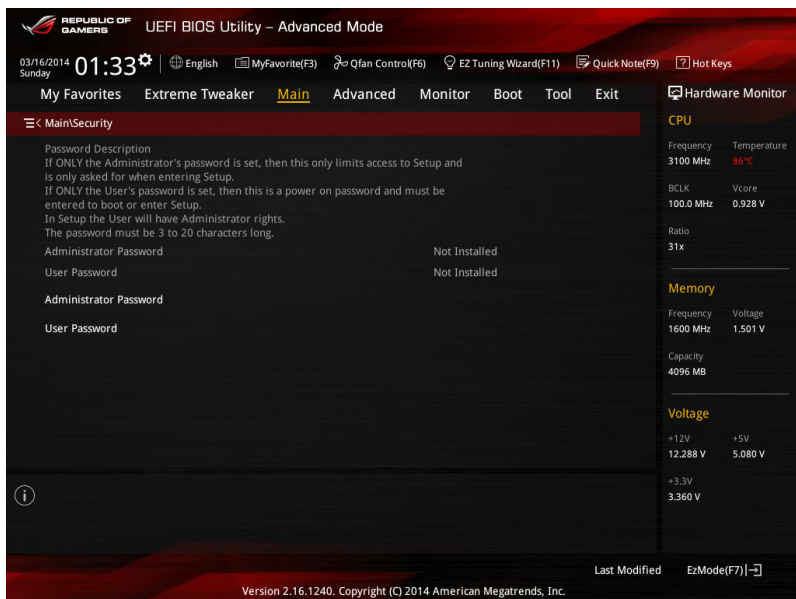 REPUBLIC OF
GAMERS
UEFI BIOS Utility – Advanced Mode
03/16/2014
Sunday
01:33
English
MyFavorite(F3)
Qfan Control(F6)
EZ Tuning Wizard(F11)
Quick Note(F9)
? Hot Keys
My Favorites Extreme Tweaker Main Advanced Monitor Boot Tool Exit
Main\Security
Password Description
If ONLY the Administrator's password is set, then this only limits access to Setup and
is only asked for when entering Setup.
If ONLY the User's password is set, then this is a power on password and must be
entered to boot or enter Setup.
In Setup the User will have Administrator rights.
The password must be 3 to 20 characters long.
Administrator Password Not Installed
User Password Not Installed
Administrator Password
User Password
Hardware Monitor
CPU
Frequency Temperature
3100 MHz 86°C
BCLK Vcore
100.0 MHz 0.928 V
Ratio
31x
Memory
Frequency Voltage
1600 MHz 1.501 V
Capacity
4096 MB
Voltage
+12V +5V
12.288 V 5.080 V
+3.3V
3.360 V
i
Last Modified
EzMode(F7)
Version 2.16.1240. Copyright (C) 2014 American Megatrends, Inc.